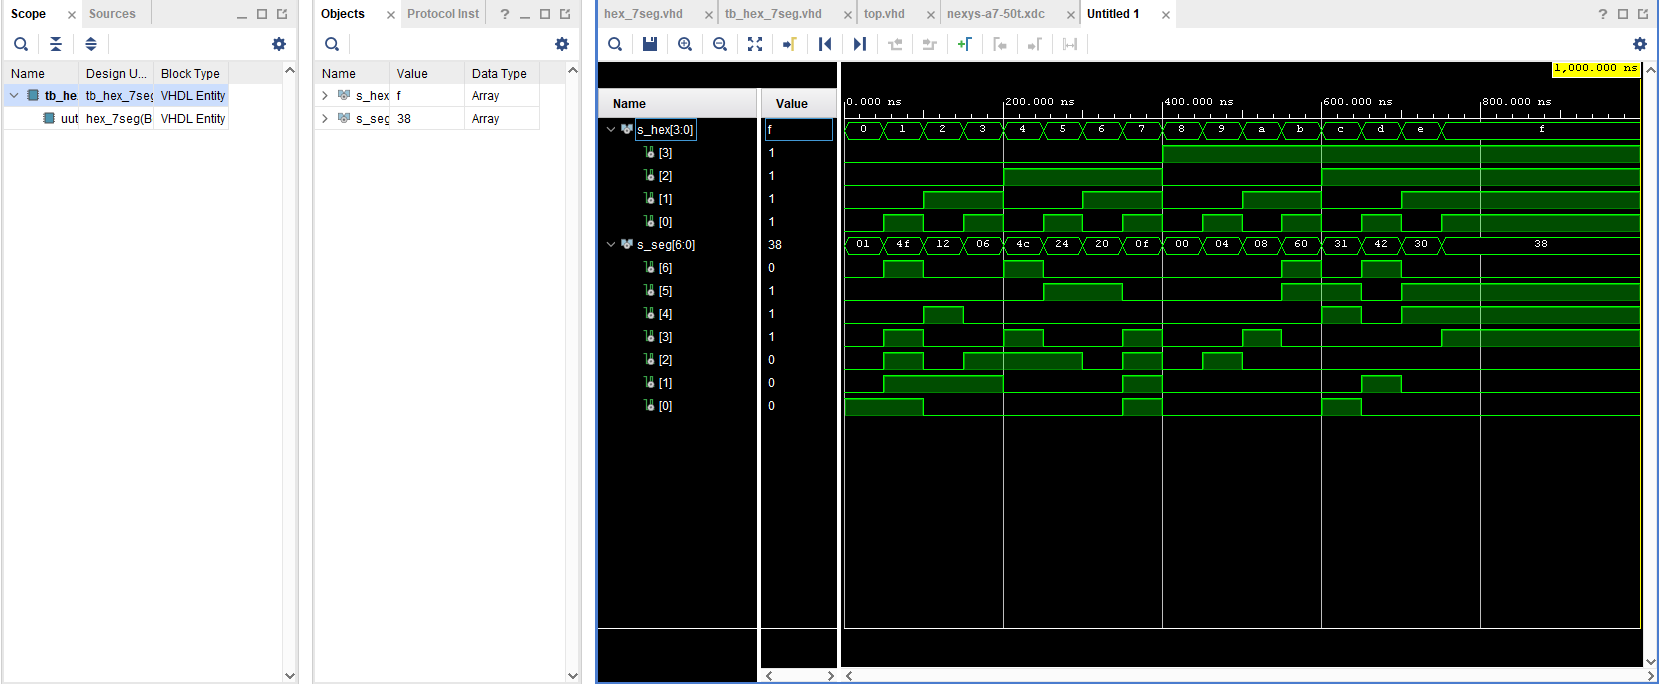 Scope
Sources
Name
Design U...
Block Type
tb_he
tb_hex_7seg
VHDL Entity
uut
hex_7seg(B
VHDL Entity
Objects
Protocol Inst
?
Name
Value
Data Type
s_hex
f
Array
s_seg
38
Array
hex_7seg.vhd
tb_hex_7seg.vhd
top.vhd
nexys-a7-50t.xdc
Untitled 1
?
1,000.000 ns
Name
Value
0.000 ns
200.000 ns
400.000 ns
600.000 ns
800.000 ns
s_hex[3:0]
f
0 1 2 3 4 5 6 7 8 9 a b c d e f
[3]
1
[2]
1
[1]
1
[0]
1
s_seg[6:0]
38
01 4f 12 06 4c 24 20 0f 00 04 08 60 31 42 30 38
[6]
0
[5]
1
[4]
1
[3]
1
[2]
0
[1]
0
[0]
0